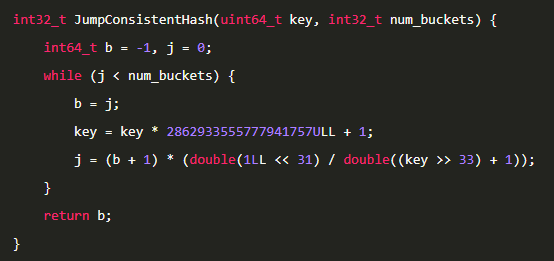 int32_t JumpConsistentHash(uint64_t key, int32_t num_buckets) {
    int64_t b = -1, j = 0;
    while (j < num_buckets) {
        b = j;
        key = key * 2862933555777941757ULL + 1;
        j = (b + 1) * (double(1LL << 31) / double((key >> 33) + 1));
    }
    return b;
}